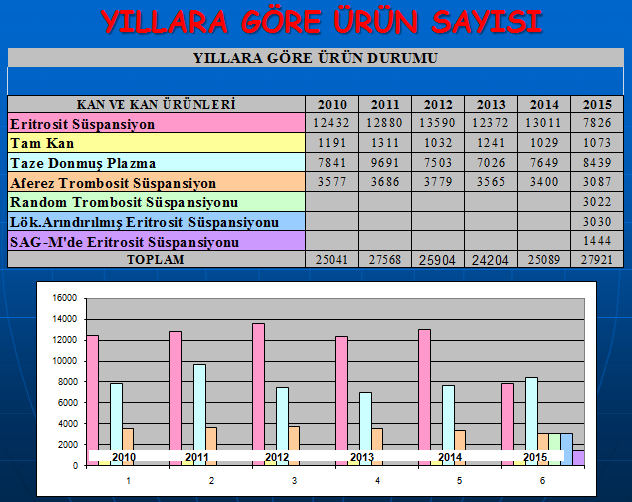 YILLARA GÖRE ÜRÜN SAYISI
YILLARA GÖRE ÜRÜN DURUMU
KAN VE KAN ÜRÜNLERİ 2010 2011 2012 2013 2014 2015
Eritrosit Süspansiyon 12432 12880 13590 12372 13011 7826
Tam Kan 1191 1311 1032 1241 1029 1073
Taze Donmuş Plazma 7841 9691 7503 7026 7649 8439
Aferez Trombosit Süspansiyon 3577 3686 3779 3565 3400 3087
Random Trombosit Süspansiyonu 3022
Lök.Arındırılmış Eritrosit Süspansiyonu 3030
SAG-M'de Eritrosit Süspansiyonu 1444
TOPLAM 25041 27568 25904 24204 25089 27921
16000
14000
12000
10000
8000
6000
4000
2000
0
2010 2011 2012 2013 2014 2015
1 2 3 4 5 6